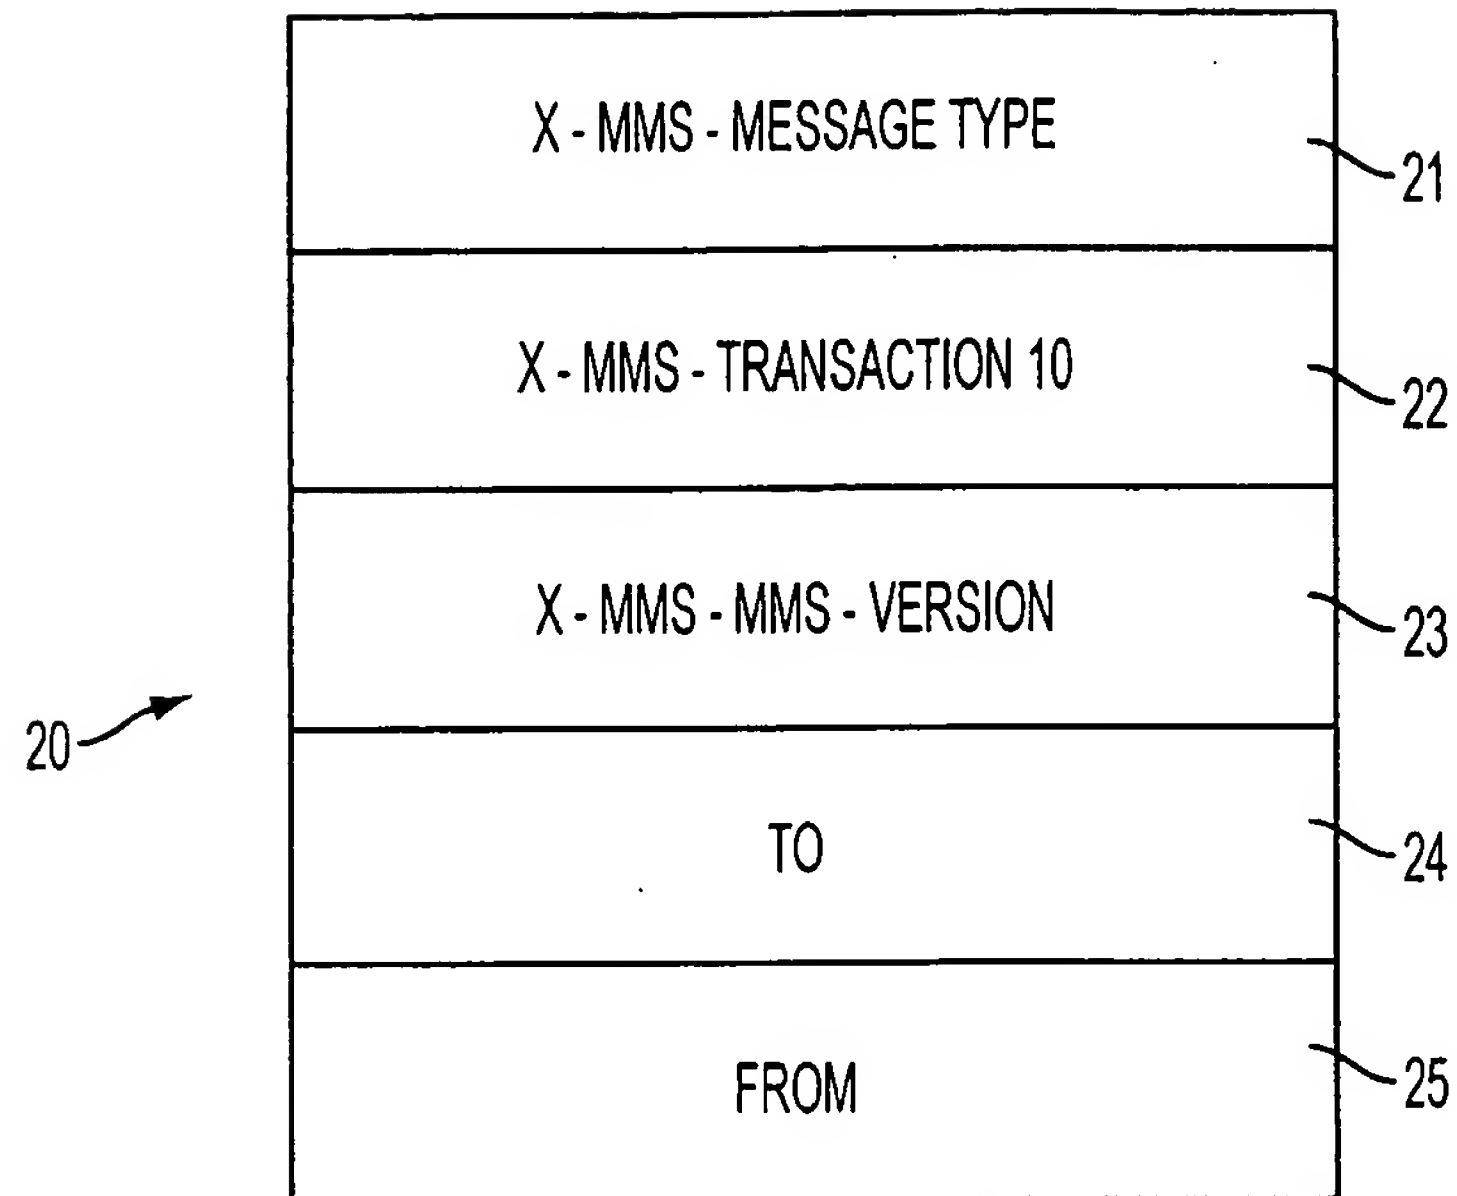 X - MMS - MESSAGE TYPE
21
X - MMS - TRANSACTION 10
22
X - MMS - MMS - VERSION
23
20
TO
24
FROM
25